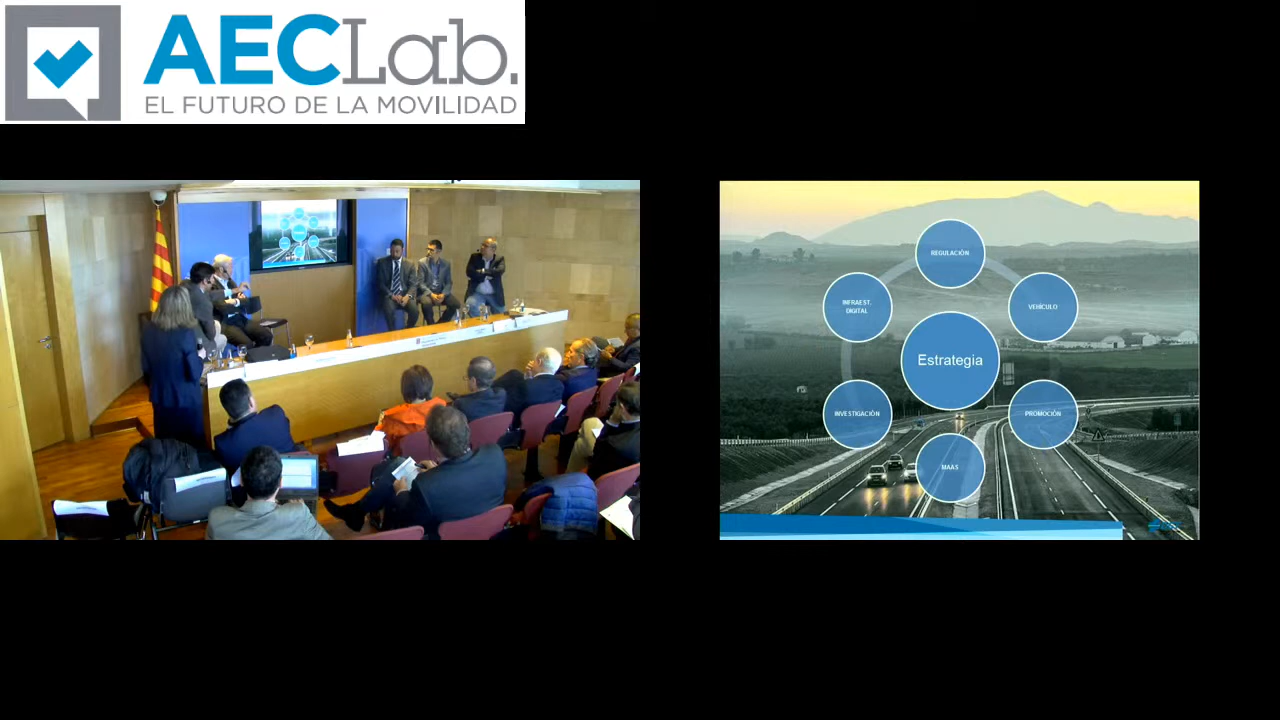 AECLab.
EL FUTURO DE LA MOVILIDAD
REGULACIÓN
INFRAEST.
DIGITAL
VEHÍCULO
Estrategia
INVESTIGACIÓN
PROMOCIÓN
MAAS